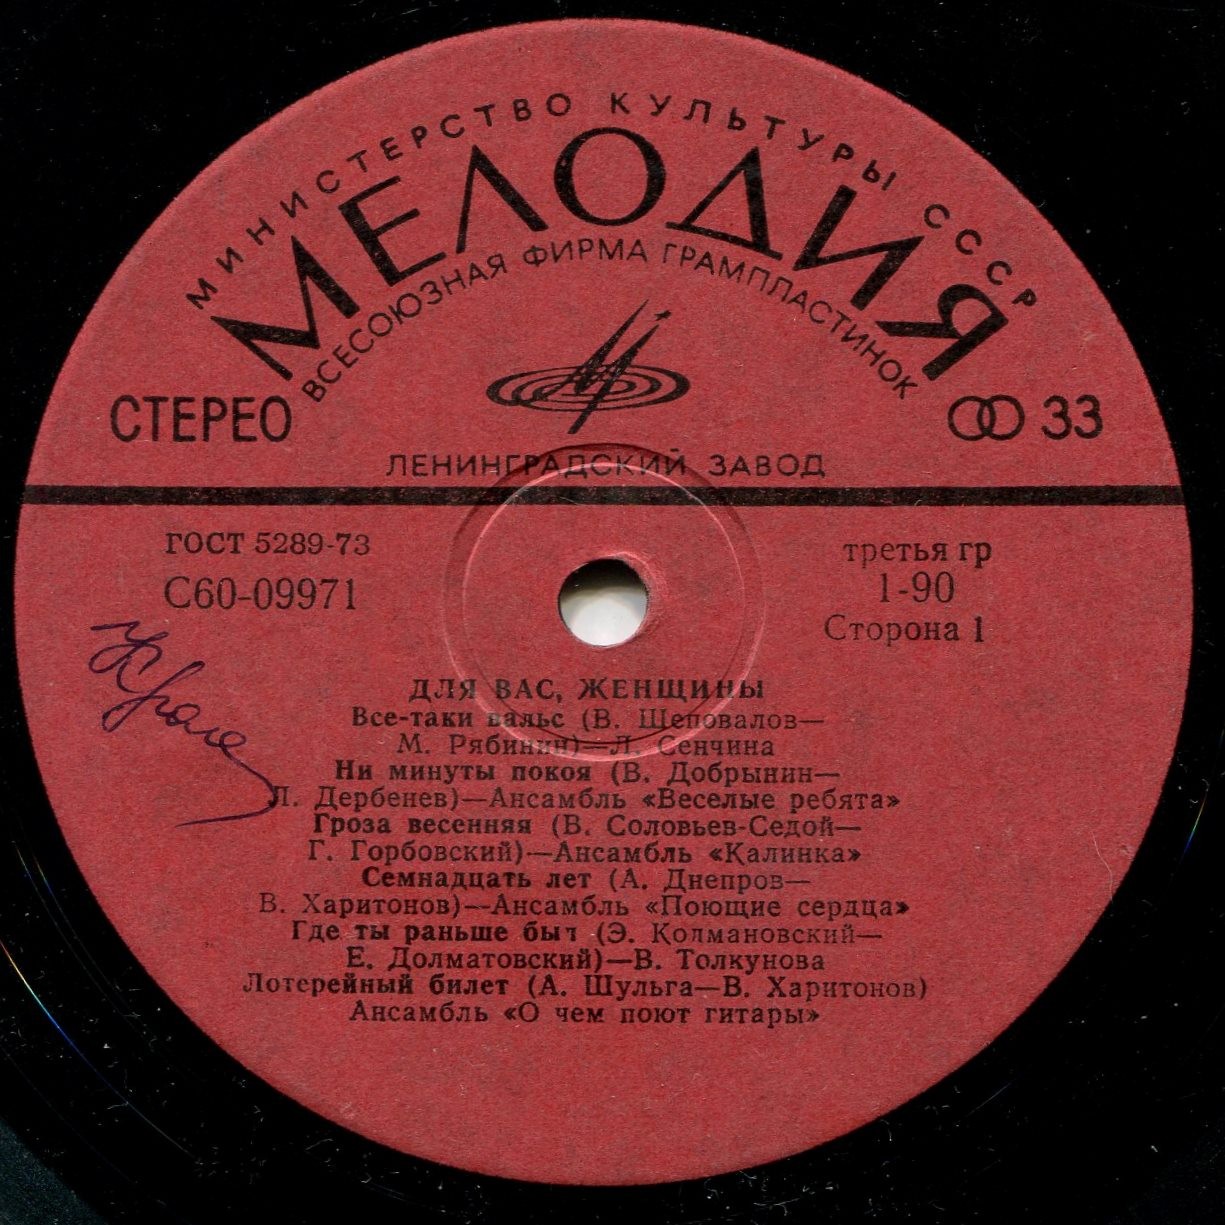 МИНИСТЕРСТВО КУЛЬТУРЫ СССР
МЕЛОДИЯ
ВСЕСОЮЗНАЯ ФИРМА ГРАМПЛАСТИНОК
СТЕРЕО
33
ЛЕНИНГРАДСКИЙ ЗАВОД
ГОСТ 5289-73
С60-09971
третья гр
1-90
Сторона 1
ДЛЯ ВАС, ЖЕНЩИНЫ
Все-таки вальс (В. Щеповалов—
М. Рябинин)—Л. Сенчина
Ни минуты покоя (В. Добрынин—
Л. Дербенев)—Ансамбль «Веселые ребята»
Гроза весенняя (В. Соловьев-Седой—
Г. Горбовский)—Ансамбль «Калинка»
Семнадцать лет (А. Днепров—
В. Харитонов)—Ансамбль «Поющие сердца»
Где ты раньше был (Э. Колмановский—
Е. Долматовский)—В. Толкунова
Лотерейный билет (А. Шульга—В. Харитонов)
Ансамбль «О чем поют гитары»